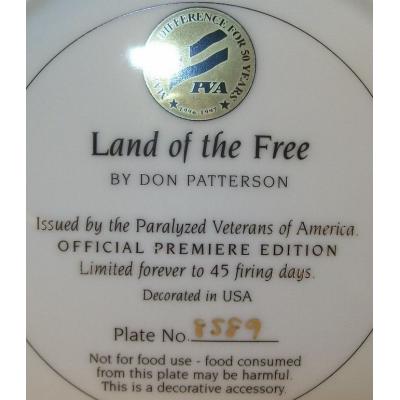 MAKING A DIFFERENCE FOR 50 YEARS
PVA
1946-1997
Land of the Free
BY DON PATTERSON
Issued by the Paralyzed Veterans of America.
OFFICIAL PREMIERE EDITION
Limited forever to 45 firing days.
Decorated in USA
Plate No. 8589
Not for food use - food consumed
from this plate may be harmful.
This is a decorative accessory.